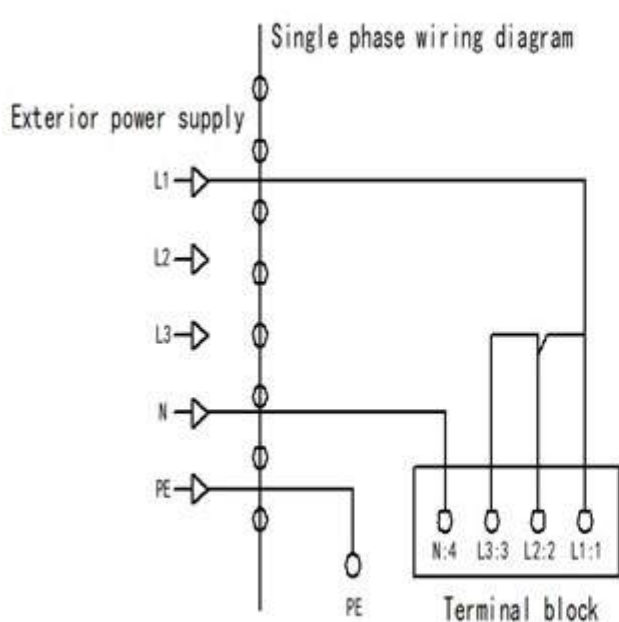 Single phase wiring diagram
Exterior power supply
L1
L2
L3
N
PE
N:4 L3:3 L2:2 L1:1
PE
Terminal block